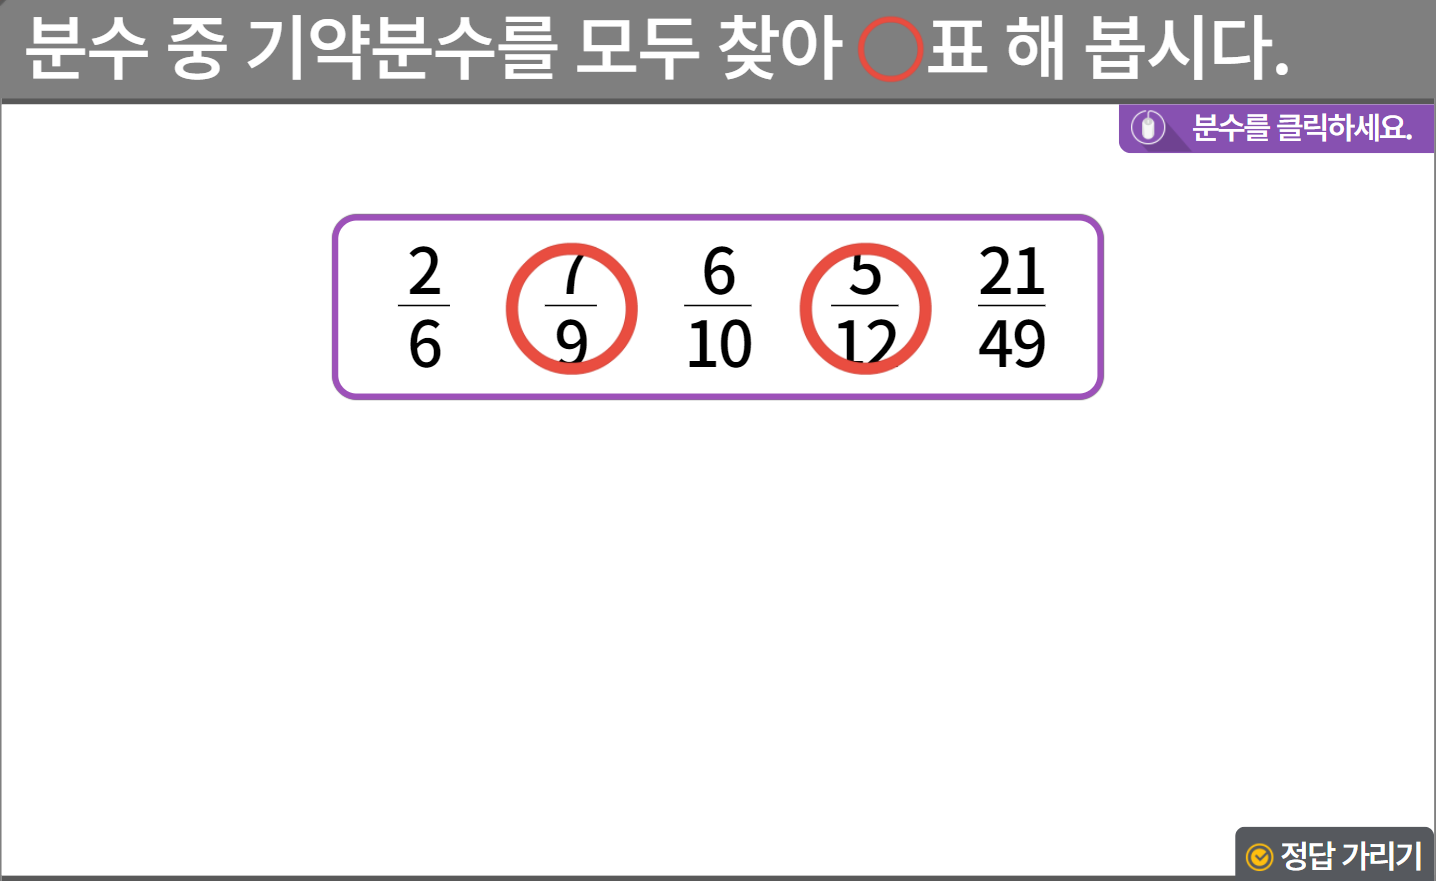 분수 중 기약분수를 모두 찾아 ○표 해 봅시다.
분수를 클릭하세요.
2 7 6 5 21
6 9 10 12 49
정답 가리기